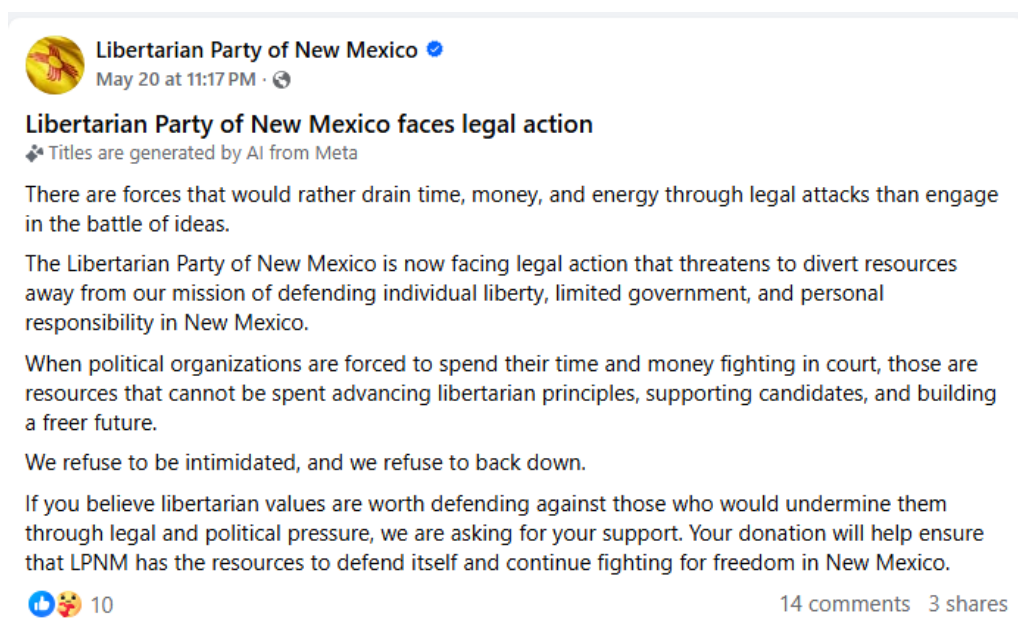 Libertarian Party of New Mexico
May 20 at 11:17 PM ·
Libertarian Party of New Mexico faces legal action
Titles are generated by AI from Meta
There are forces that would rather drain time, money, and energy through legal attacks than engage
in the battle of ideas.
The Libertarian Party of New Mexico is now facing legal action that threatens to divert resources
away from our mission of defending individual liberty, limited government, and personal
responsibility in New Mexico.
When political organizations are forced to spend their time and money fighting in court, those are
resources that cannot be spent advancing libertarian principles, supporting candidates, and building
a freer future.
We refuse to be intimidated, and we refuse to back down.
If you believe libertarian values are worth defending against those who would undermine them
through legal and political pressure, we are asking for your support. Your donation will help ensure
that LPNM has the resources to defend itself and continue fighting for freedom in New Mexico.
10 14 comments 3 shares